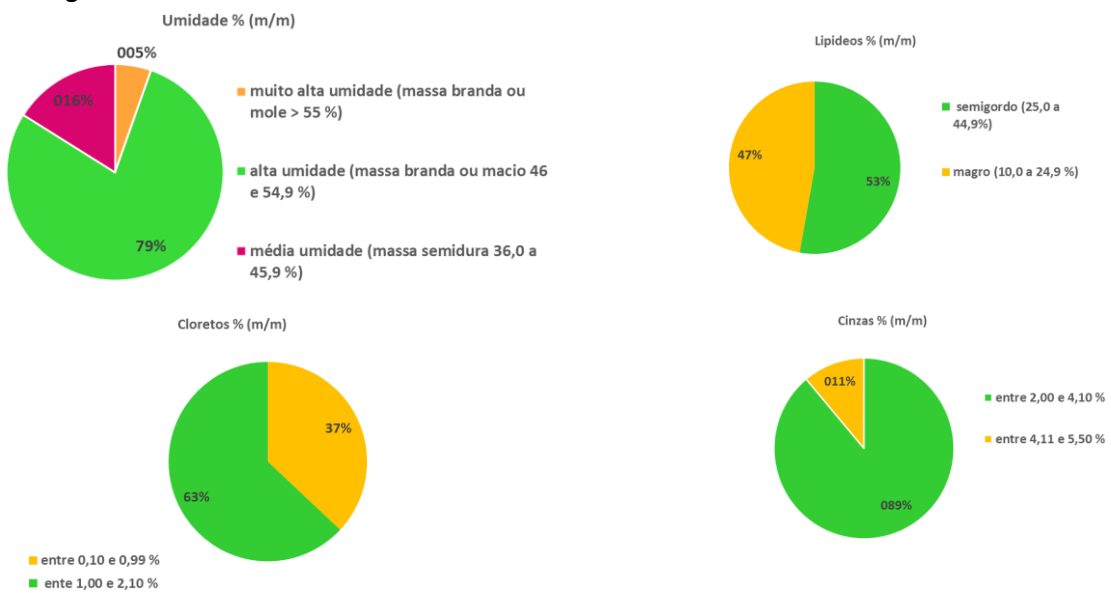 Umidade % (m/m)
005%
016%
79%
muito alta umidade (massa branda ou
mole > 55 %)
alta umidade (massa branda ou macio 46
e 54,9 %)
média umidade (massa semidura 36,0 a
45,9 %)
Lipideos % (m/m)
47%
53%
semigordo (25,0 a
44,9%)
magro (10,0 a 24,9 %)
Cloretos % (m/m)
37%
63%
entre 0,10 e 0,99 %
ente 1,00 e 2,10 %
Cinzas % (m/m)
011%
089%
entre 2,00 e 4,10 %
entre 4,11 e 5,50 %